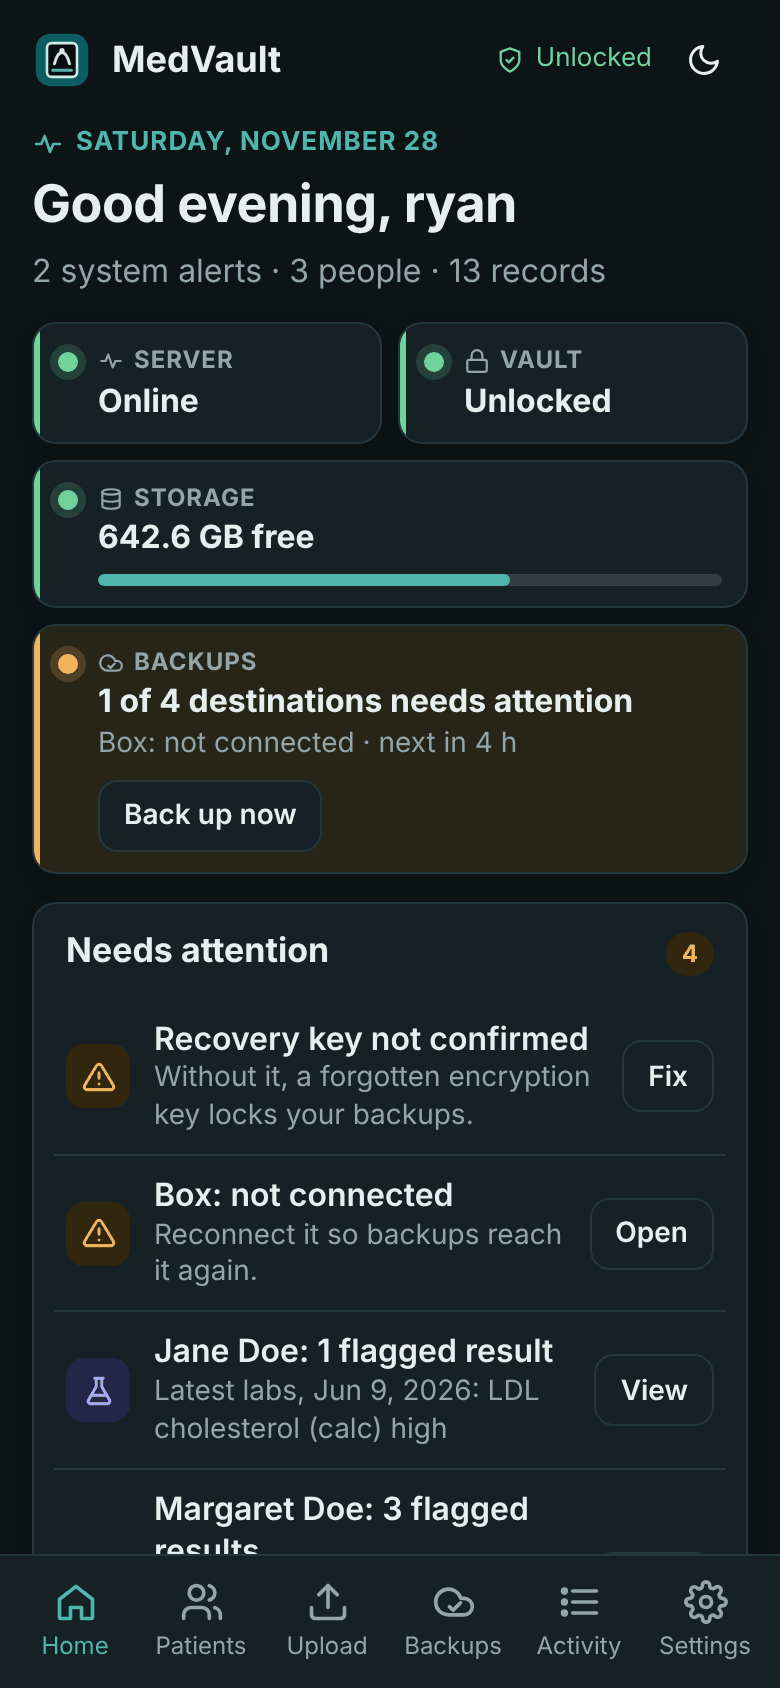 MedVault
Unlocked
SATURDAY, NOVEMBER 28
Good evening, ryan
2 system alerts · 3 people · 13 records
SERVER
Online
VAULT
Unlocked
STORAGE
642.6 GB free
BACKUPS
1 of 4 destinations needs attention
Box: not connected · next in 4 h
Back up now
Needs attention
4
Recovery key not confirmed
Without it, a forgotten encryption
key locks your backups.
Fix
Box: not connected
Reconnect it so backups reach
it again.
Open
Jane Doe: 1 flagged result
Latest labs, Jun 9, 2026: LDL
cholesterol (calc) high
View
Margaret Doe: 3 flagged
results
Home
Patients
Upload
Backups
Activity
Settings